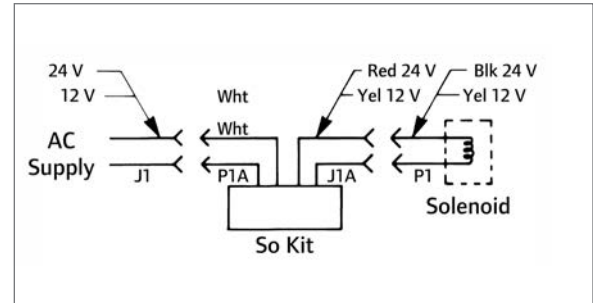 24 V
12 V
Wht
Wht
Red 24 V
Yel 12 V
Blk 24 V
Yel 12 V
AC
Supply
J1
P1A
J1A
P1
Solenoid
So Kit